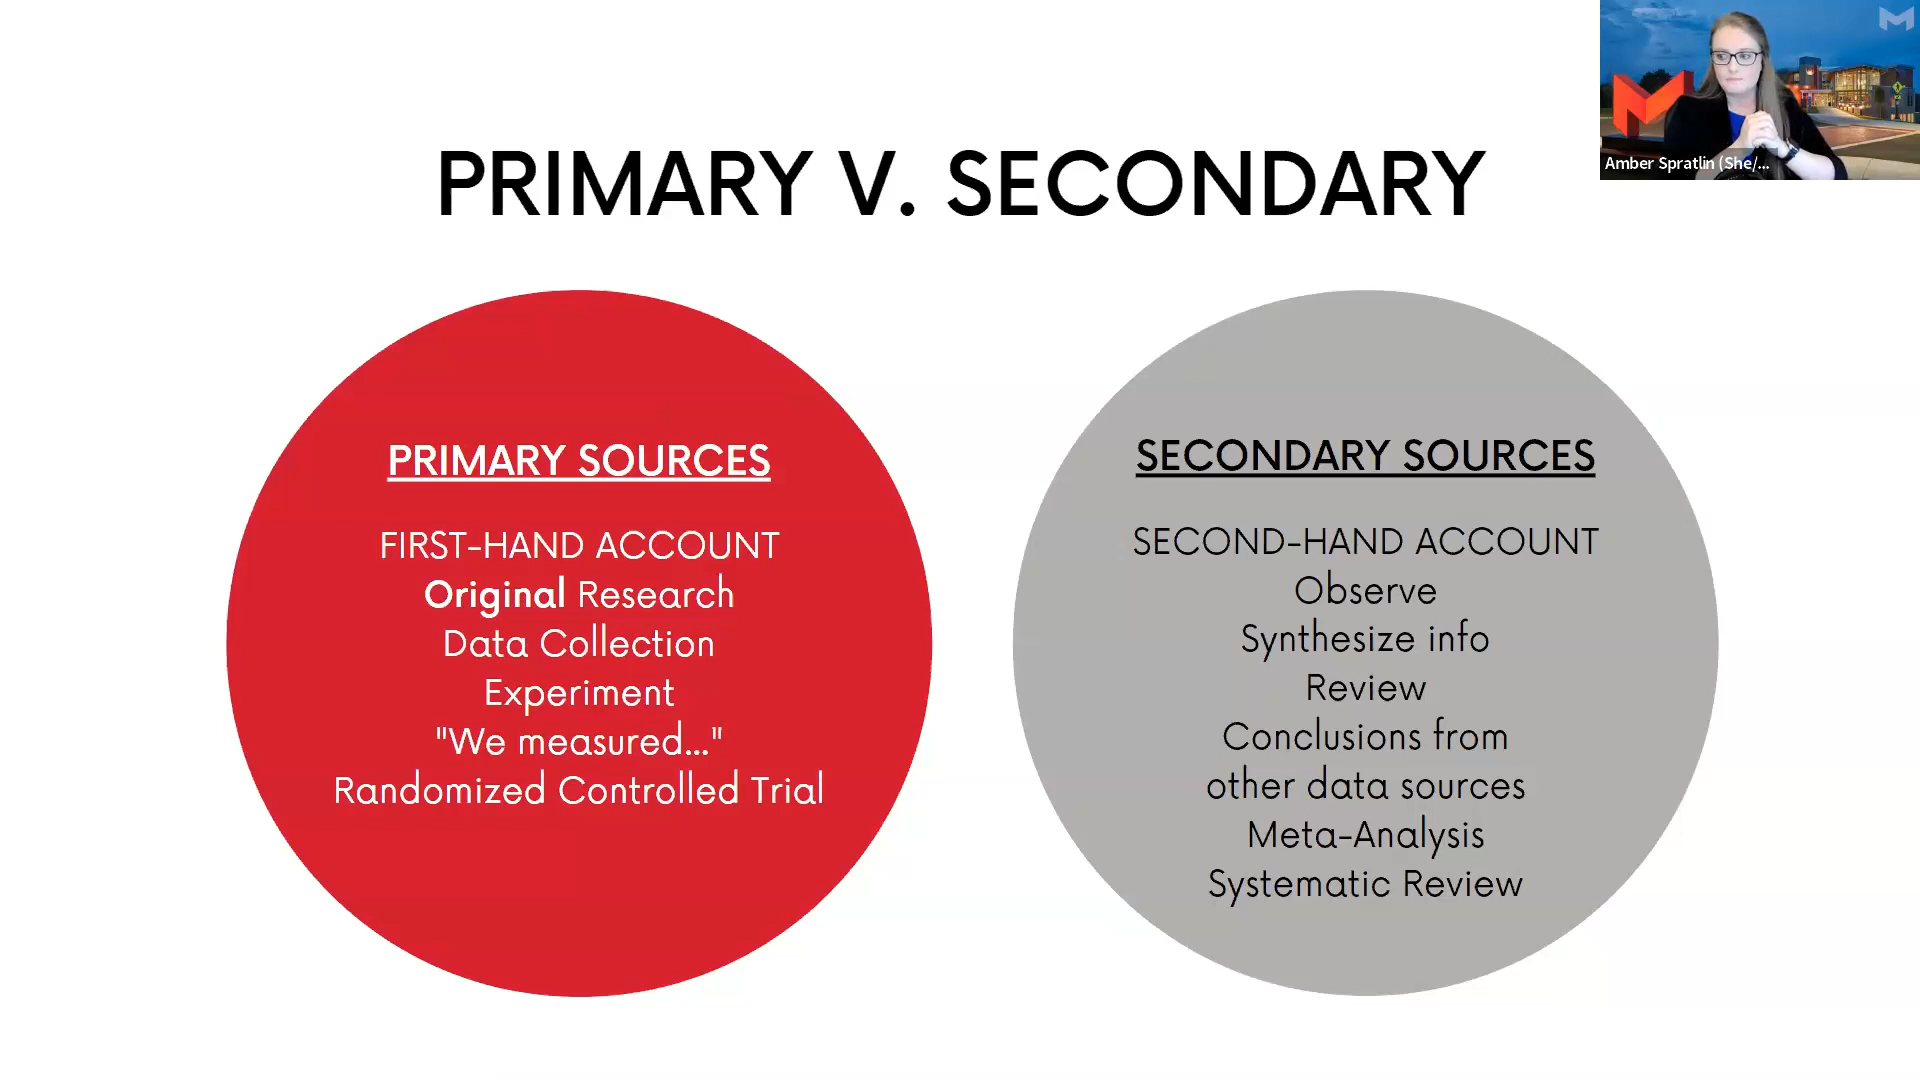 PRIMARY V. SECONDARY
Amber Spratlin (She/...
PRIMARY SOURCES
FIRST-HAND ACCOUNT
Original Research
Data Collection
Experiment
"We measured..."
Randomized Controlled Trial
SECONDARY SOURCES
SECOND-HAND ACCOUNT
Observe
Synthesize info
Review
Conclusions from
other data sources
Meta-Analysis
Systematic Review